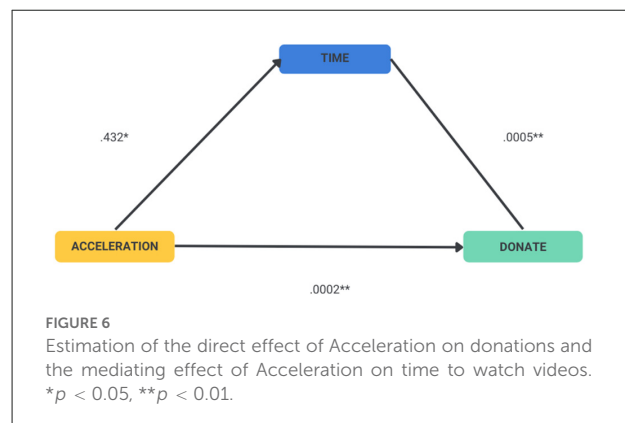 TIME
.432*
.0005**
ACCELERATION
DONATE
.0002**
FIGURE 6
Estimation of the direct effect of Acceleration on donations and
the mediating effect of Acceleration on time to watch videos.
*p < 0.05, **p < 0.01.